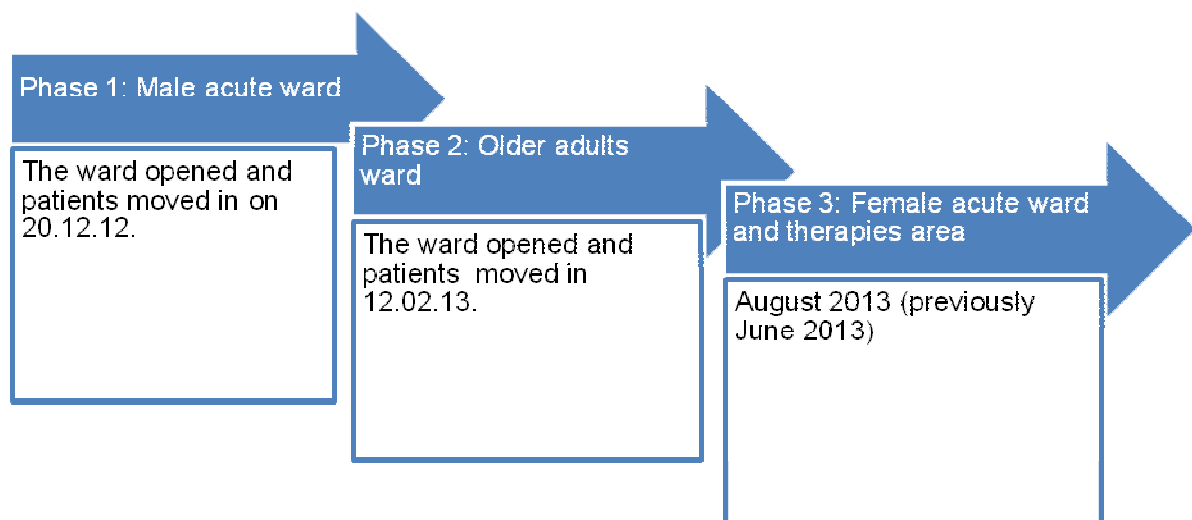 Phase 1: Male acute ward
The ward opened and
patients moved in on
20.12.12.
Phase 2: Older adults
ward
The ward opened and
patients moved in
12.02.13.
Phase 3: Female acute ward
and therapies area
August 2013 (previously
June 2013)